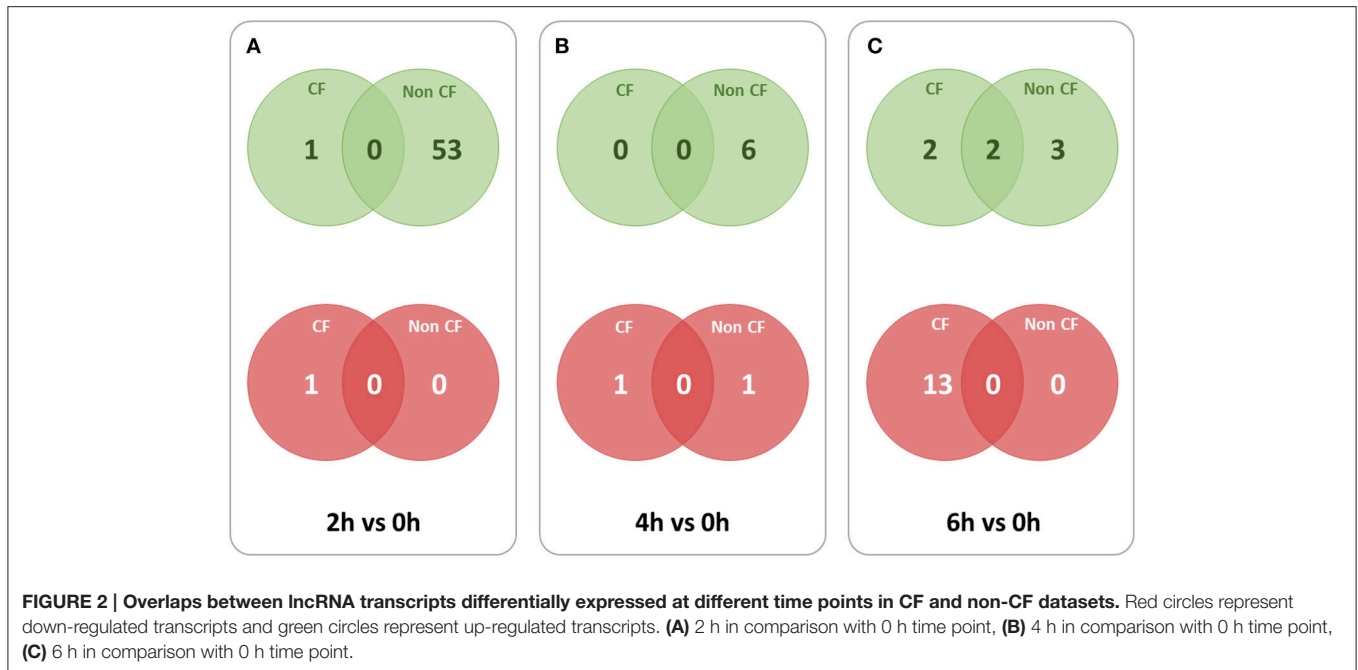 A
CF
Non CF
1
0
53
CF
Non CF
1
0
0
2h vs 0h
B
CF
Non CF
0
0
6
CF
Non CF
1
0
1
4h vs 0h
C
CF
Non CF
2
2
3
CF
Non CF
13
0
0
6h vs 0h
FIGURE 2 | Overlaps between lncRNA transcripts differentially expressed at different time points in CF and non-CF datasets. Red circles represent
down-regulated transcripts and green circles represent up-regulated transcripts. (A) 2 h in comparison with 0 h time point, (B) 4 h in comparison with 0 h time point,
(C) 6 h in comparison with 0 h time point.